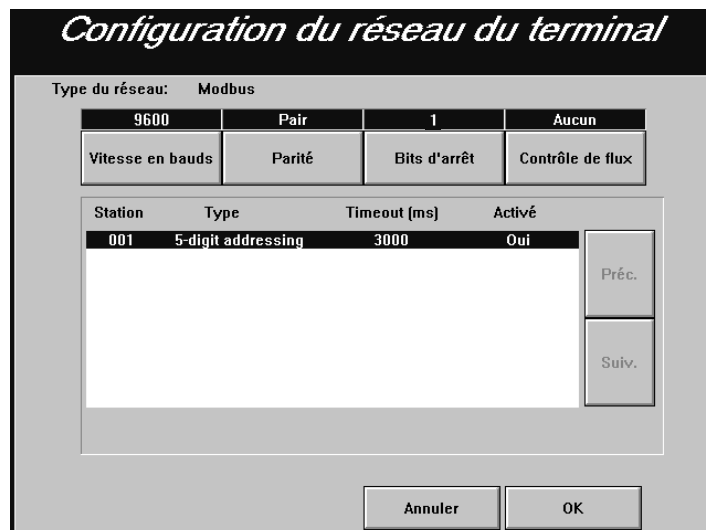 Configuration du réseau du terminal
Type du réseau: Modbus
9600 Pair 1 Aucun
Vitesse en bauds Parité Bits d'arrêt Contrôle de flux
Station Type Timeout (ms) Activé
001 5-digit addressing 3000 Oui
Préc.
Suiv.
Annuler OK